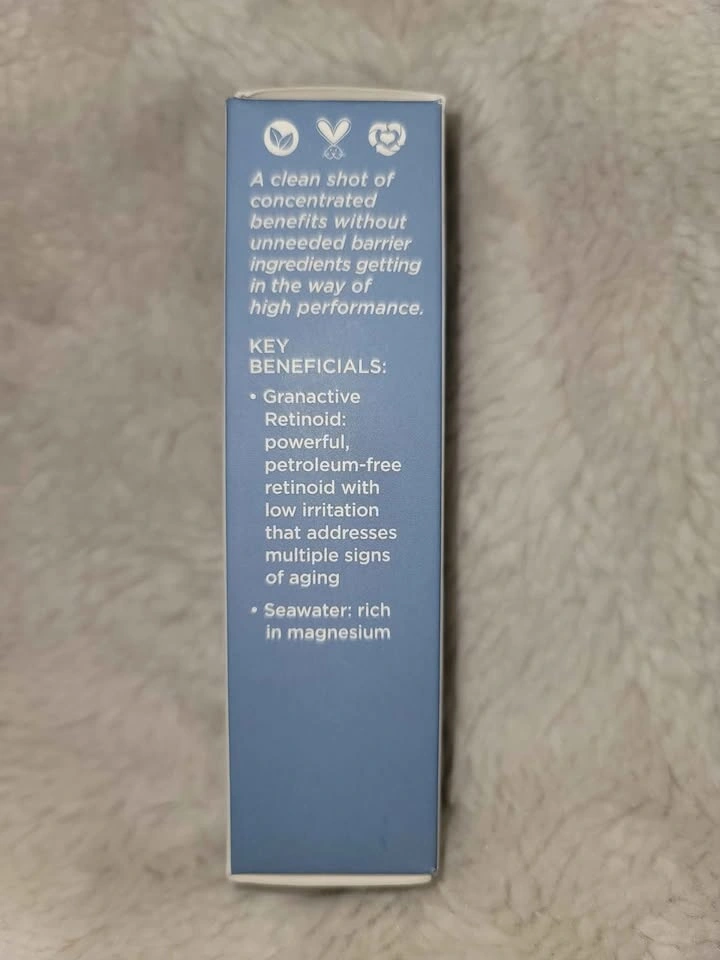 A clean shot of
concentrated
benefits without
unneeded barrier
ingredients getting
in the way of
high performance.
KEY
BENEFICIALS:
• Granactive
Retinoid:
powerful,
petroleum-free
retinoid with
low irritation
that addresses
multiple signs
of aging
• Seawater: rich
in magnesium